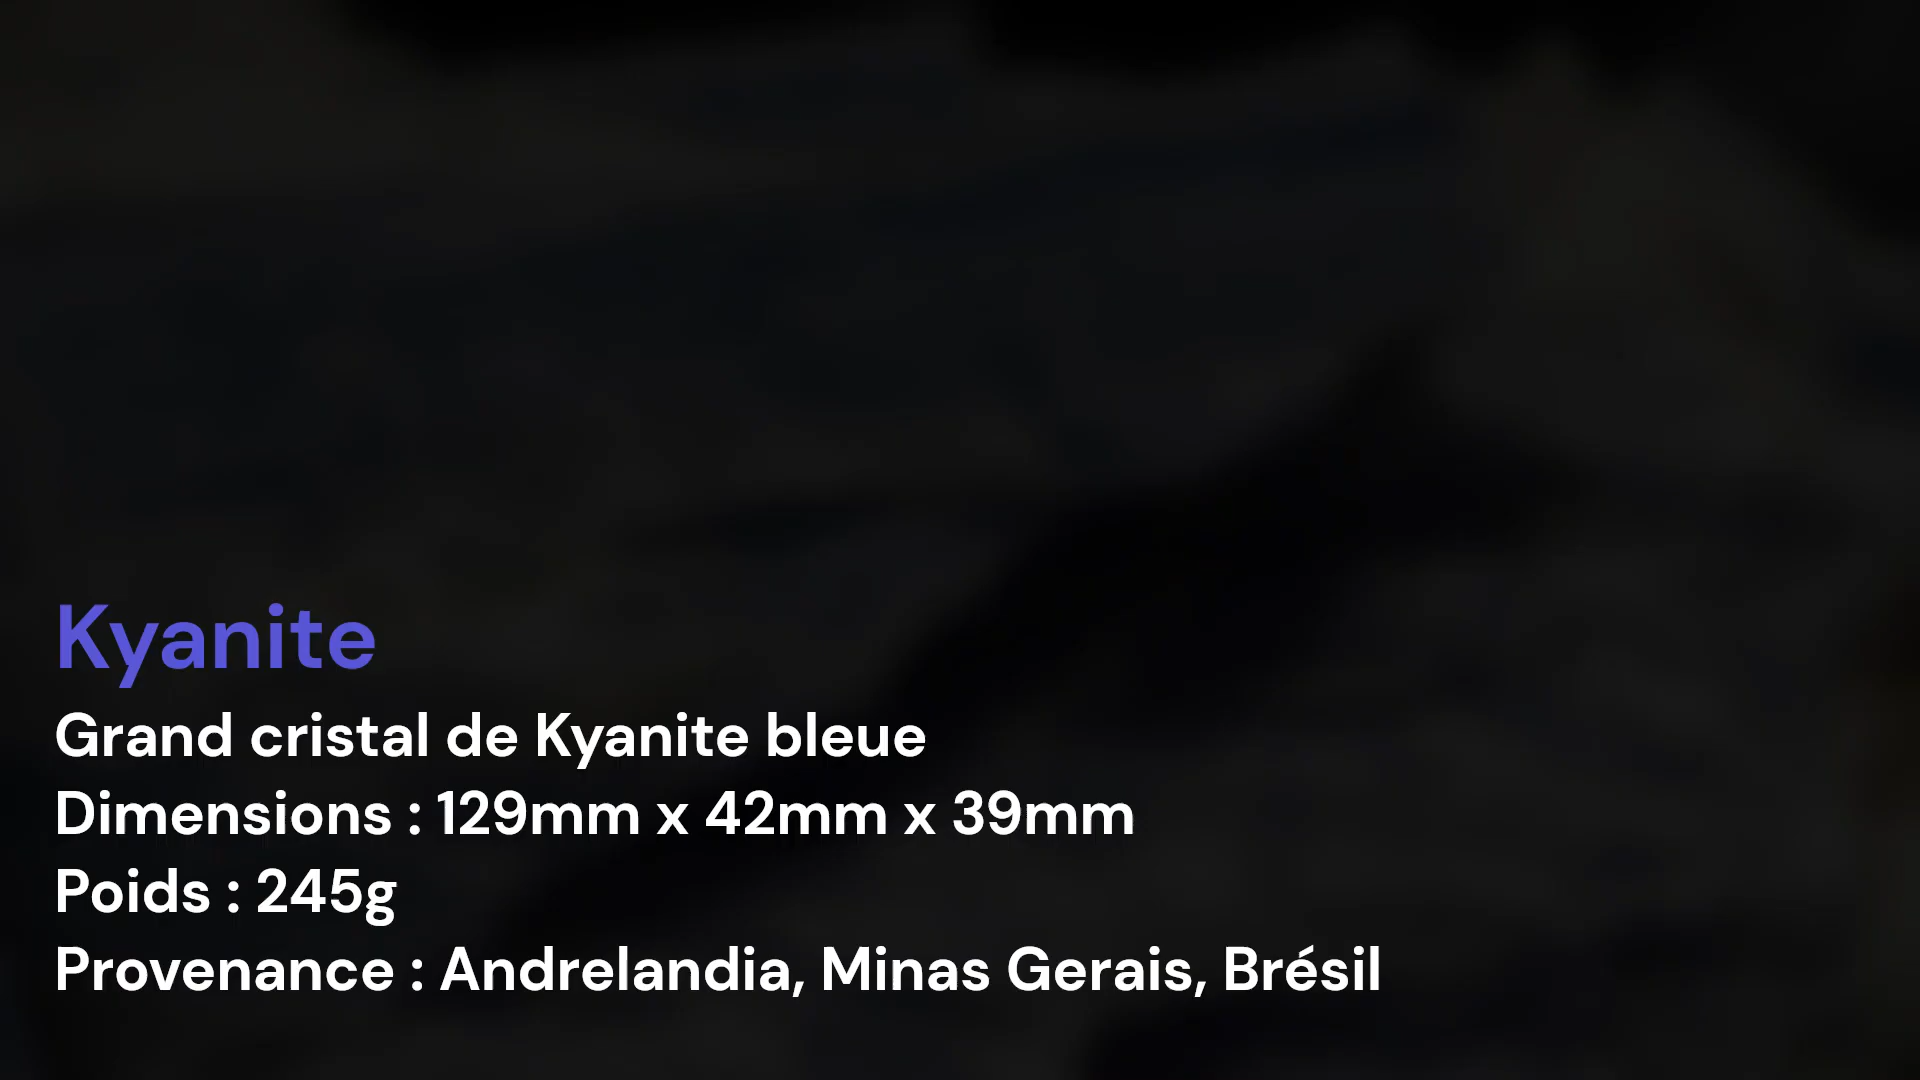 Kyanite
Grand cristal de Kyanite bleue
Dimensions : 129mm x 42mm x 39mm
Poids : 245g
Provenance : Andrelandia, Minas Gerais, Brésil